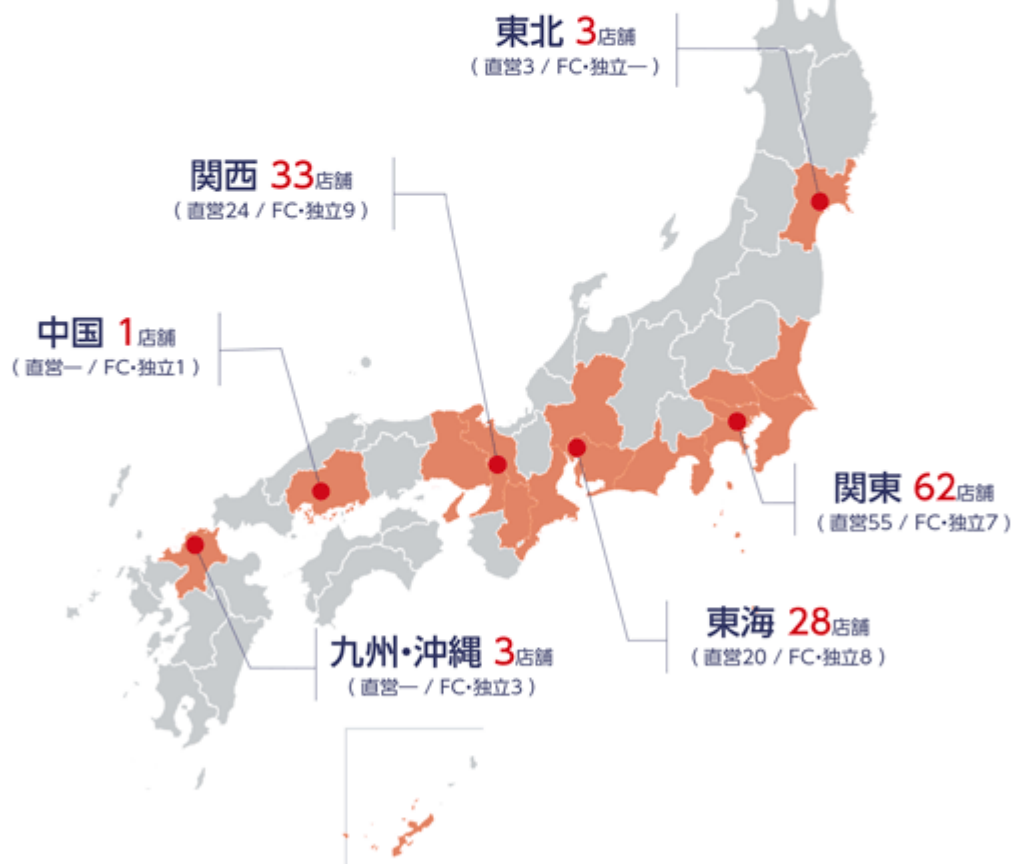 東北 3店舗
( 直営3 / FC・独立― )
関西 33店舗
( 直営24 / FC・独立9 )
中国 1店舗
( 直営― / FC・独立1 )
関東 62店舗
( 直営55 / FC・独立7 )
東海 28店舗
( 直営20 / FC・独立8 )
九州・沖縄 3店舗
( 直営― / FC・独立3 )